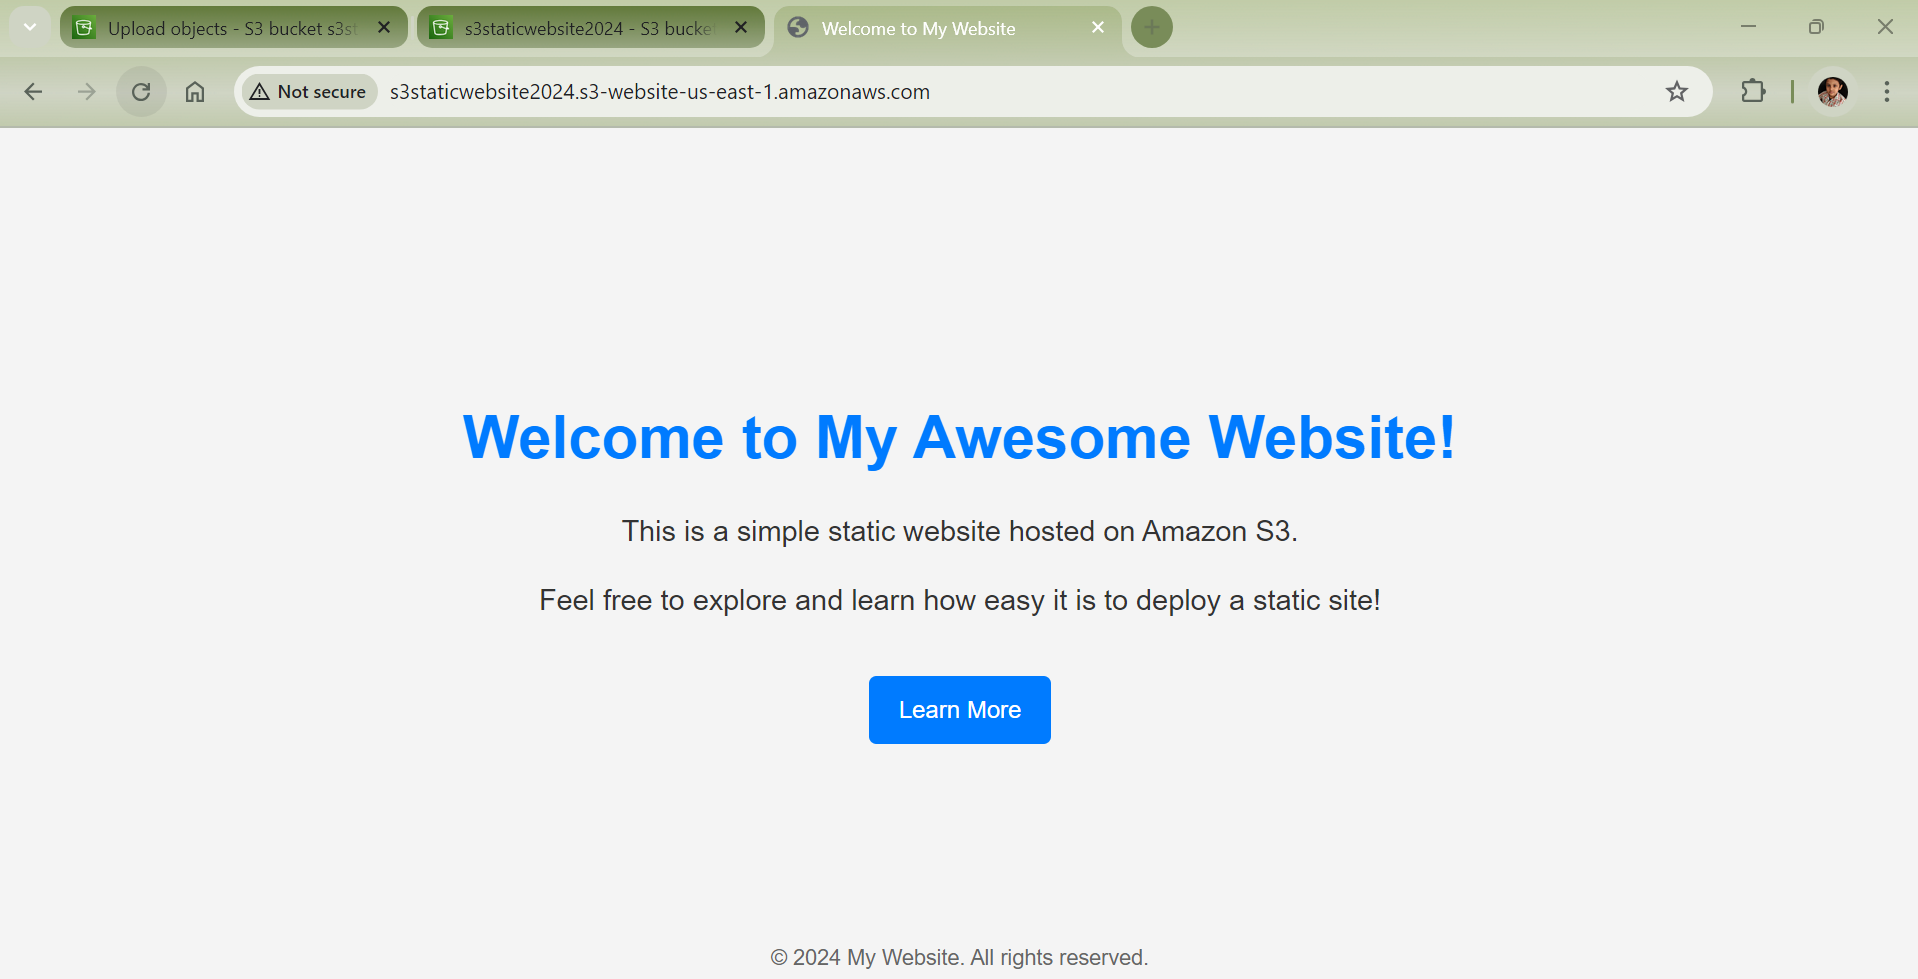 Upload objects - S3 bucket s3st
s3staticwebsite2024 - S3 bucke
Welcome to My Website
Not secure
s3staticwebsite2024.s3-website-us-east-1.amazonaws.com
Welcome to My Awesome Website!
This is a simple static website hosted on Amazon S3.
Feel free to explore and learn how easy it is to deploy a static site!
Learn More
© 2024 My Website. All rights reserved.